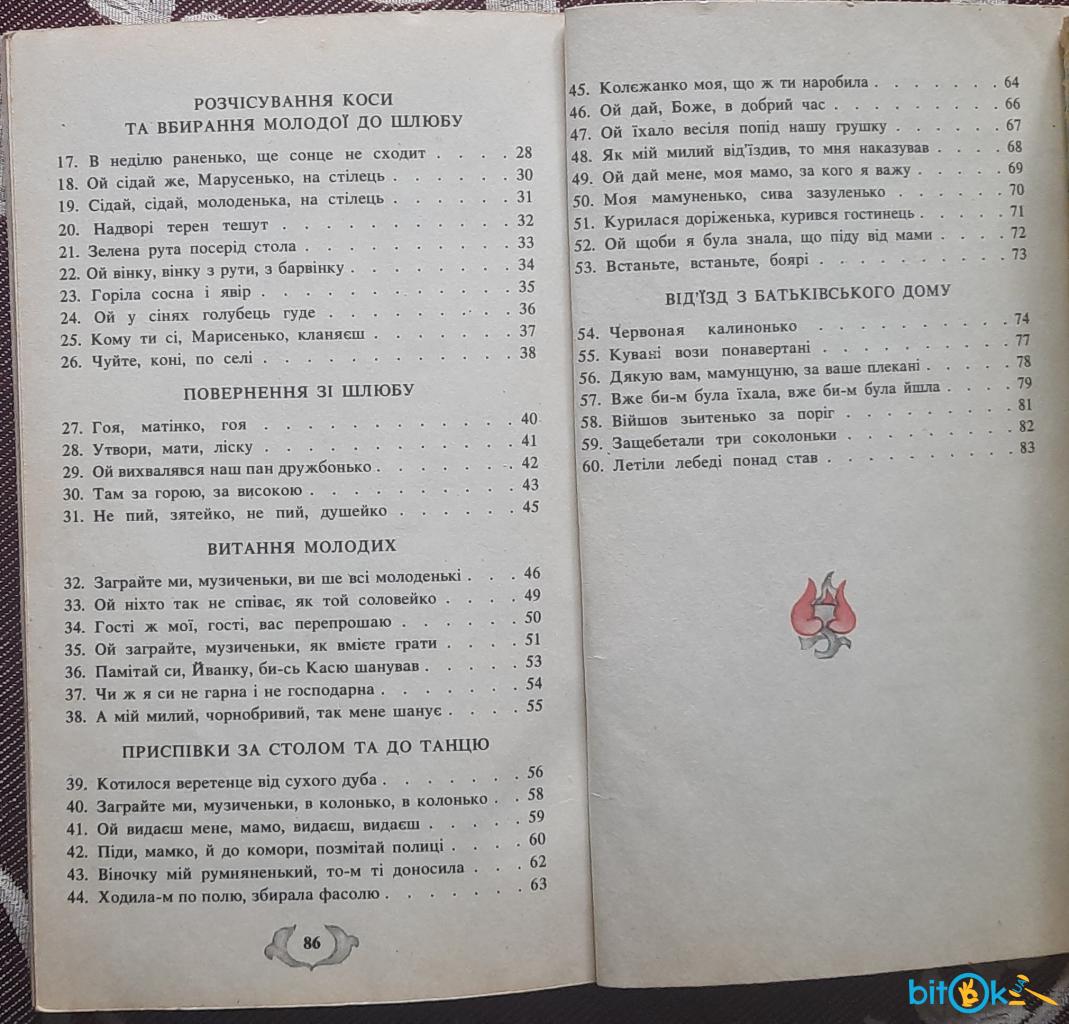 РОЗЧІСУВАННЯ КОСИ
ТА ВБИРАННЯ МОЛОДОЇ ДО ШЛЮБУ
17. В неділю раненько, ще сонце не сходит . . . . 28
18. Ой сідай же, Марусенько, на стілець . . . . . . 30
19. Сідай, сідай, молоденька, на стілець . . . . . . 31
20. Надворі терен тешут . . . . . . . . . . 32
21. Зелена рута посерід стола . . . . . . . . . . 33
22. Ой вінку, вінку з рути, з барвінку . . . . . . . 34
23. Горіла сосна і явір . . . . . . . . . . . 35
24. Ой у сінях голубець гуде . . . . . . . . . 36
25. Кому ти сі, Марисенько, кланяєш . . . . . . . 37
26. Чуйте, коні, по селі . . . . . . . . . . . 38
ПОВЕРНЕННЯ ЗІ ШЛЮБУ
27. Гоя, матінко, гоя . . . . . . . . . . . 40
28. Утвори, мати, ліску . . . . . . . . . . . 41
29. Ой вихвалявся наш пан дружбонько . . . . . . 42
30. Там за горою, за високою . . . . . . . . . 43
31. Не пий, зятейко, не пий, душейко . . . . . . 45
ВИТАННЯ МОЛОДИХ
32. Заграйте ми, музиченьки, ви ше всі молоденькі . . . 46
33. Ой ніхто так не співає, як той соловейко . . . . 49
34. Гості ж мої, гості, вас перепрошаю . . . . . . 50
35. Ой заграйте, музиченьки, як вмієте грати . . . . 51
36. Памітай си, Йванку, би-сь Касю шанував . . . . . 53
37. Чи ж я си не гарна і не господарна . . . . . . 54
38. А мій милий, чорнобривий, так мене шанує . . . . 55
ПРИСПІВКИ ЗА СТОЛОМ ТА ДО ТАНЦЮ
39. Котилося веретенце від сухого дуба . . . . . . 56
40. Заграйте ми, музиченьки, в колонько, в колонько . . 58
41. Ой видаєш мене, мамо, видаєш, видаєш . . . . . 59
42. Піди, мамко, й до комори, позмітай полиці . . . . 60
43. Віночку мій румняненький, то-м ті доносила . . . 62
44. Ходила-м по полю, збирала фасолю . . . . . . 63
86
45. Колєжанко моя, що ж ти наробила . . . . . . . 64
46. Ой дай, Боже, в добрий час . . . . . . . . 66
47. Ой їхало весіля попід нашу грушку . . . . . . 67
48. Як мій милий від'їздив, то мня наказував . . . . 68
49. Ой дай мене, моя мамо, за кого я важу . . . . . 69
50. Моя мамуненько, сива зазуленько . . . . . . 70
51. Курилася доріженька, курився гостинець . . . . . 71
52. Ой щоби я була знала, що піду від мами . . . . 72
53. Встаньте, встаньте, боярі . . . . . . . . . . 73
ВІД'ЇЗД З БАТЬКІВСЬКОГО ДОМУ
54. Червоная калинонько . . . . . . . . . . 74
55. Кувані вози понавертані . . . . . . . . . . 77
56. Дякую вам, мамунцуню, за ваше плекані . . . . . 78
57. Вже би-м була їхала, вже би-м була йшла . . . . 79
58. Війшов зьитенько за поріг . . . . . . . . . 81
59. Защебетали три соколоньки . . . . . . . . . 82
60. Летіли лебеді понад став . . . . . . . . . . 83
bitOk.UA